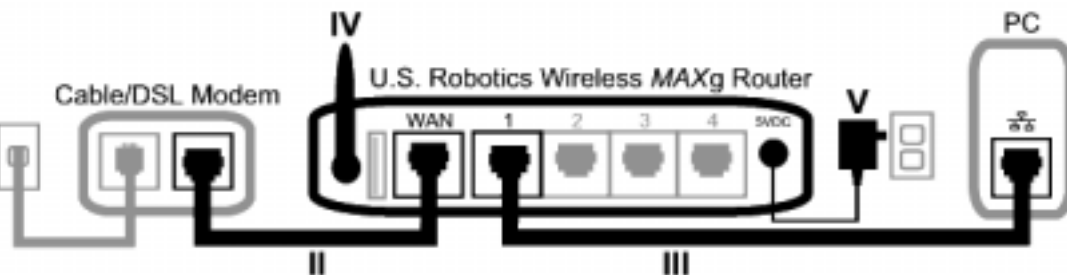 IV
PC
U.S. Robotics Wireless MAXg Router
Cable/DSL Modem
V
WAN 1 2 3 4 5VDC
II
III